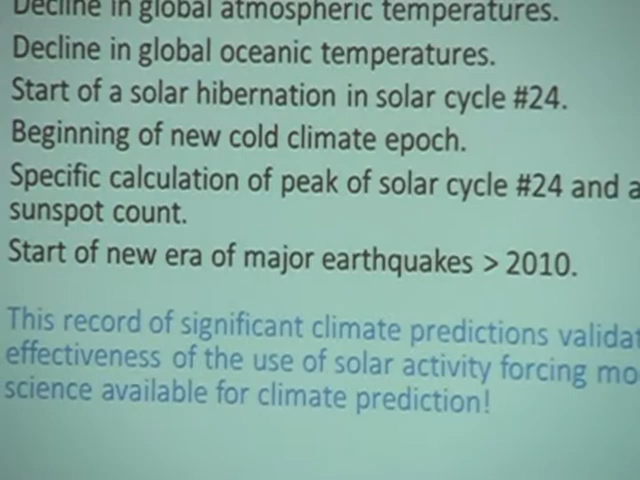 Decline in global atmospheric temperatures.
Decline in global oceanic temperatures.
Start of a solar hibernation in solar cycle #24.
Beginning of new cold climate epoch.
Specific calculation of peak of solar cycle #24 and a
sunspot count.
Start of new era of major earthquakes > 2010.
This record of significant climate predictions validat
effectiveness of the use of solar activity forcing mo
science available for climate prediction!